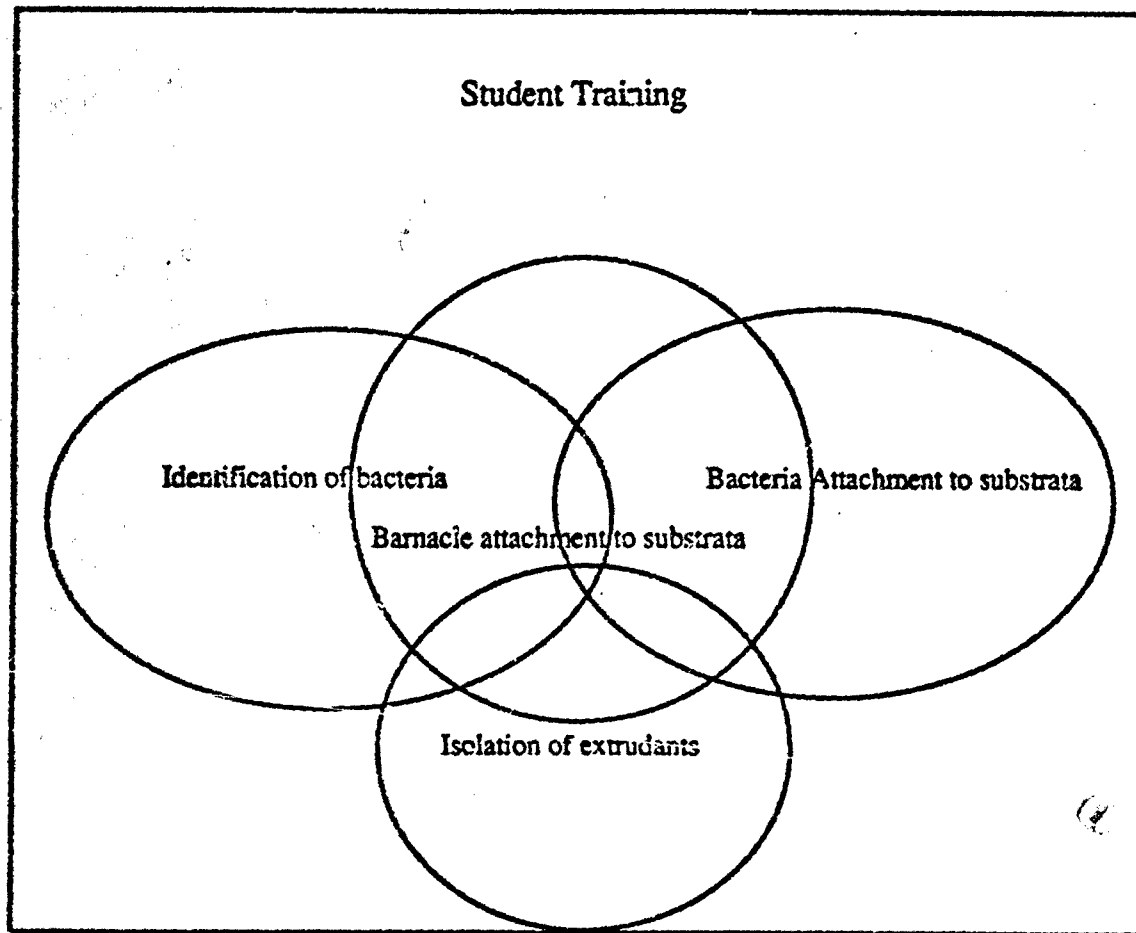 Student Training
Identification of bacteria
Bacteria Attachment to substrata
Barnacle attachment to substrata
Isolation of extrudants